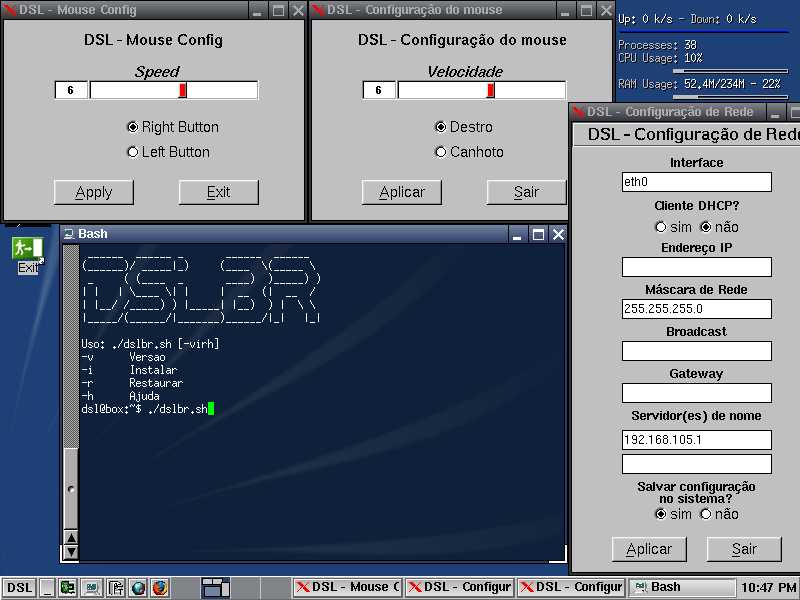 DSL - Mouse Config
DSL - Mouse Config
Speed
6
Right Button
Left Button
Apply
Exit
DSL - Configuração do mouse
DSL - Configuração do mouse
Velocidade
6
Destro
Canhoto
Aplicar
Sair
Up: 0 k/s - Down: 0 k/s
Processes: 38
CPU Usage: 10%
RAM Usage: 52.4M/234M - 22%
DSL - Configuração de Rede
DSL - Configuração de Rede
Interface
eth0
Cliente DHCP?
sim não
Endereço IP
Máscara de Rede
255.255.255.0
Broadcast
Gateway
Servidor(es) de nome
192.168.105.1
Salvar configuração
no sistema?
sim não
Aplicar
Sair
Exit
Bash
DSLBR
Uso: ./dslbr.sh [-virh]
-v Versao
-i Instalar
-r Restaurar
-h Ajuda
dsl@box:~$ ./dslbr.sh
DSL
DSL - Mouse C
DSL - Configur
DSL - Configur
Bash
10:47 PM